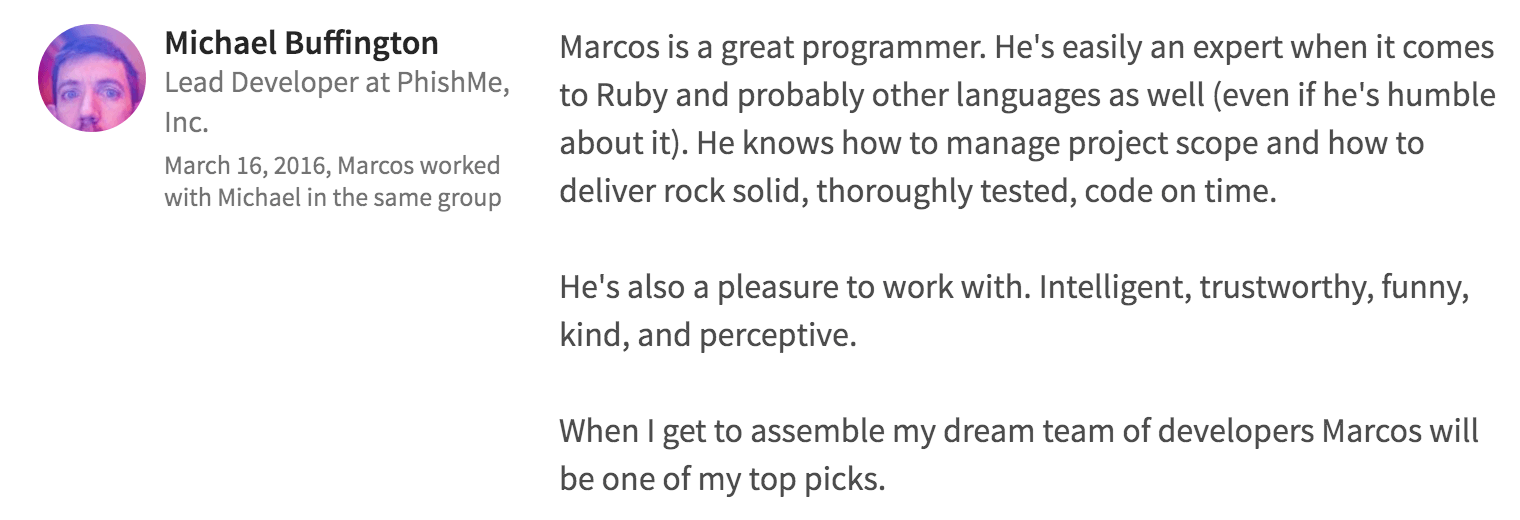 Michael Buffington
Lead Developer at PhishMe,
Inc.
March 16, 2016, Marcos worked
with Michael in the same group
Marcos is a great programmer. He's easily an expert when it comes
to Ruby and probably other languages as well (even if he's humble
about it). He knows how to manage project scope and how to
deliver rock solid, thoroughly tested, code on time.
He's also a pleasure to work with. Intelligent, trustworthy, funny,
kind, and perceptive.
When I get to assemble my dream team of developers Marcos will
be one of my top picks.